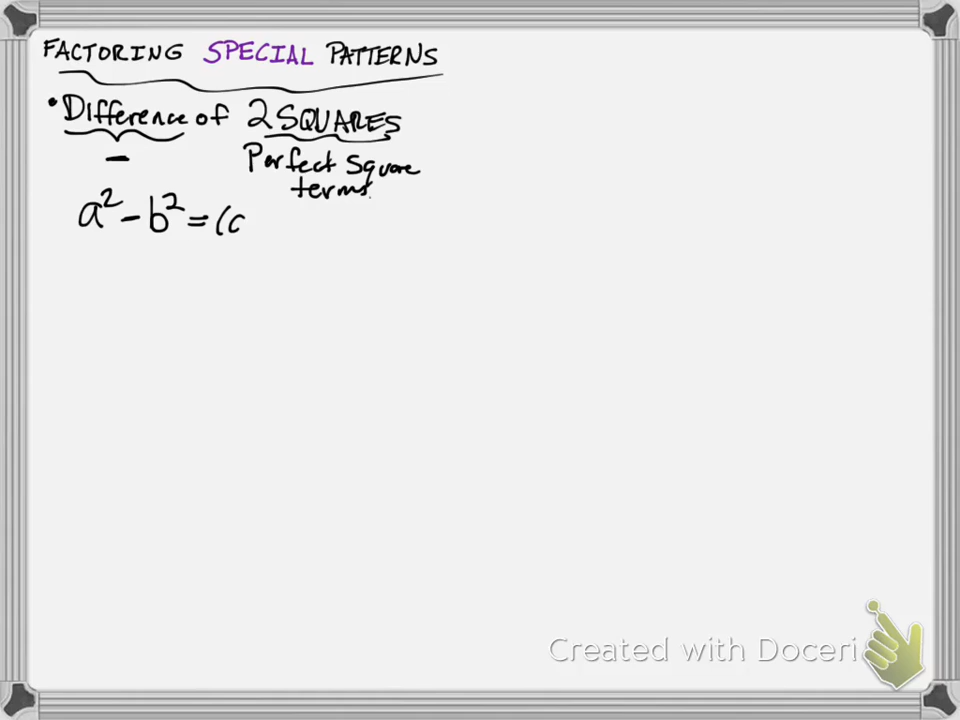 FACTORING SPECIAL PATTERNS
• Difference of 2 SQUARES
− Perfect Square
terms.
a² − b² = (c
Created with Doceri